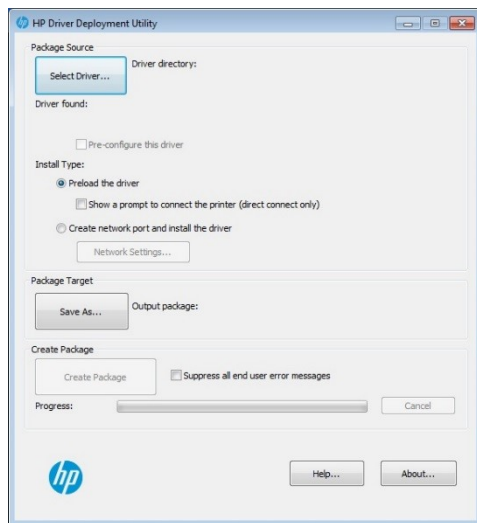 HP Driver Deployment Utility
Package Source
Select Driver...
Driver directory:
Driver found:
Pre-configure this driver
Install Type:
Preload the driver
Show a prompt to connect the printer (direct connect only)
Create network port and install the driver
Network Settings...
Package Target
Save As...
Output package:
Create Package
Create Package
Suppress all end user error messages
Progress:
Cancel
hp
Help...
About...